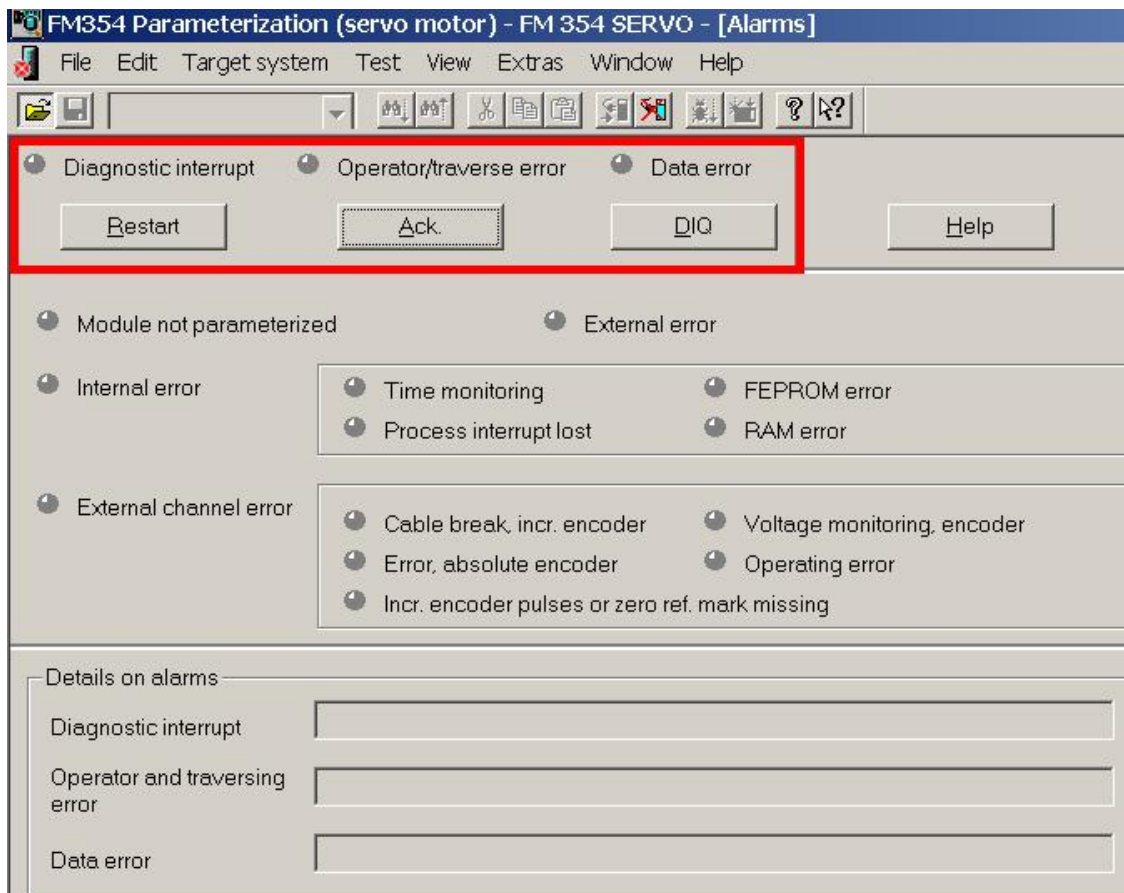 FM354 Parameterization (servo motor) - FM 354 SERVO - [Alarms]
File Edit Target system Test View Extras Window Help
Diagnostic interrupt Operator/traverse error Data error
Restart Ack. DIQ Help
Module not parameterized External error
Internal error Time monitoring FEPROM error
Process interrupt lost RAM error
External channel error Cable break, incr. encoder Voltage monitoring, encoder
Error, absolute encoder Operating error
Incr. encoder pulses or zero ref. mark missing
Details on alarms
Diagnostic interrupt
Operator and traversing
error
Data error